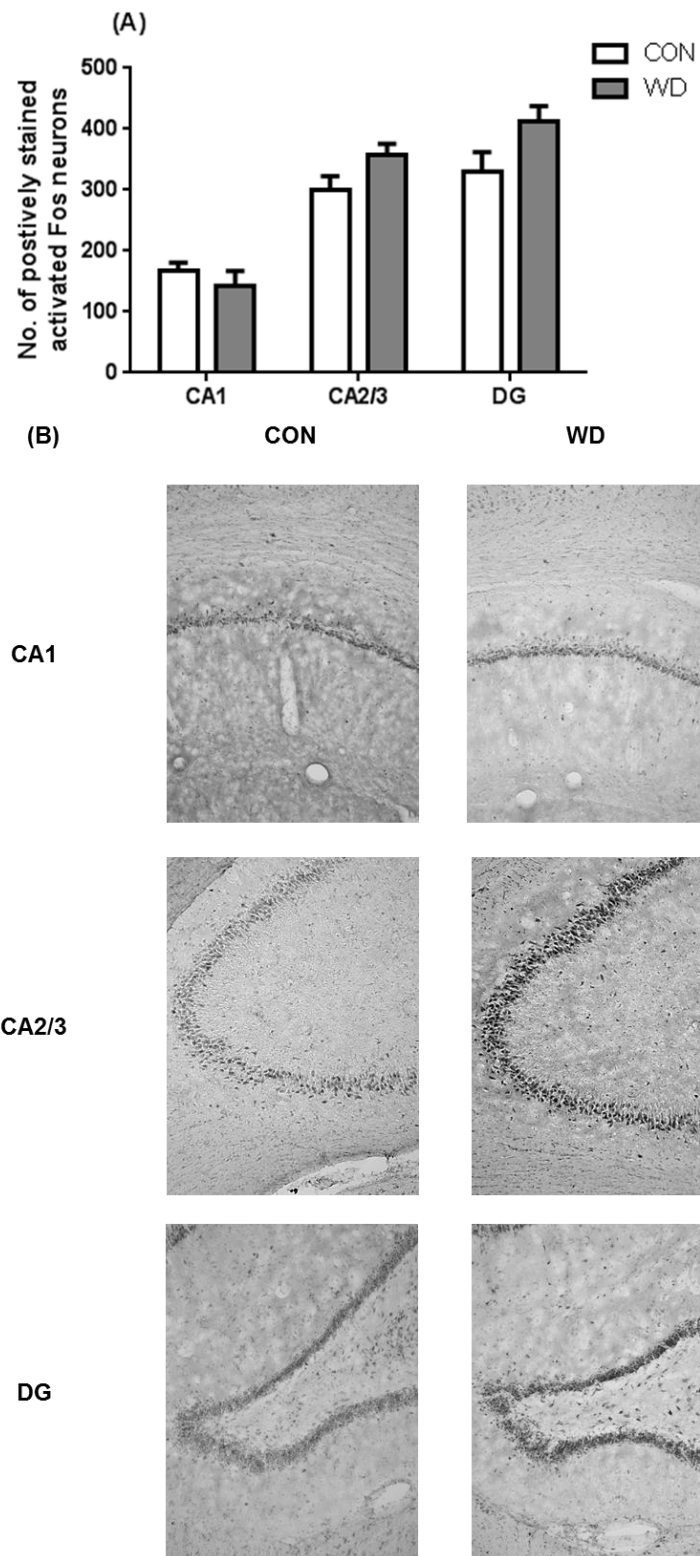 (A)
No. of postively stained
activated Fos neurons
500
400
300
200
100
0
CON
WD
CA1 CA2/3 DG
(B) CON WD
CA1
CA2/3
DG